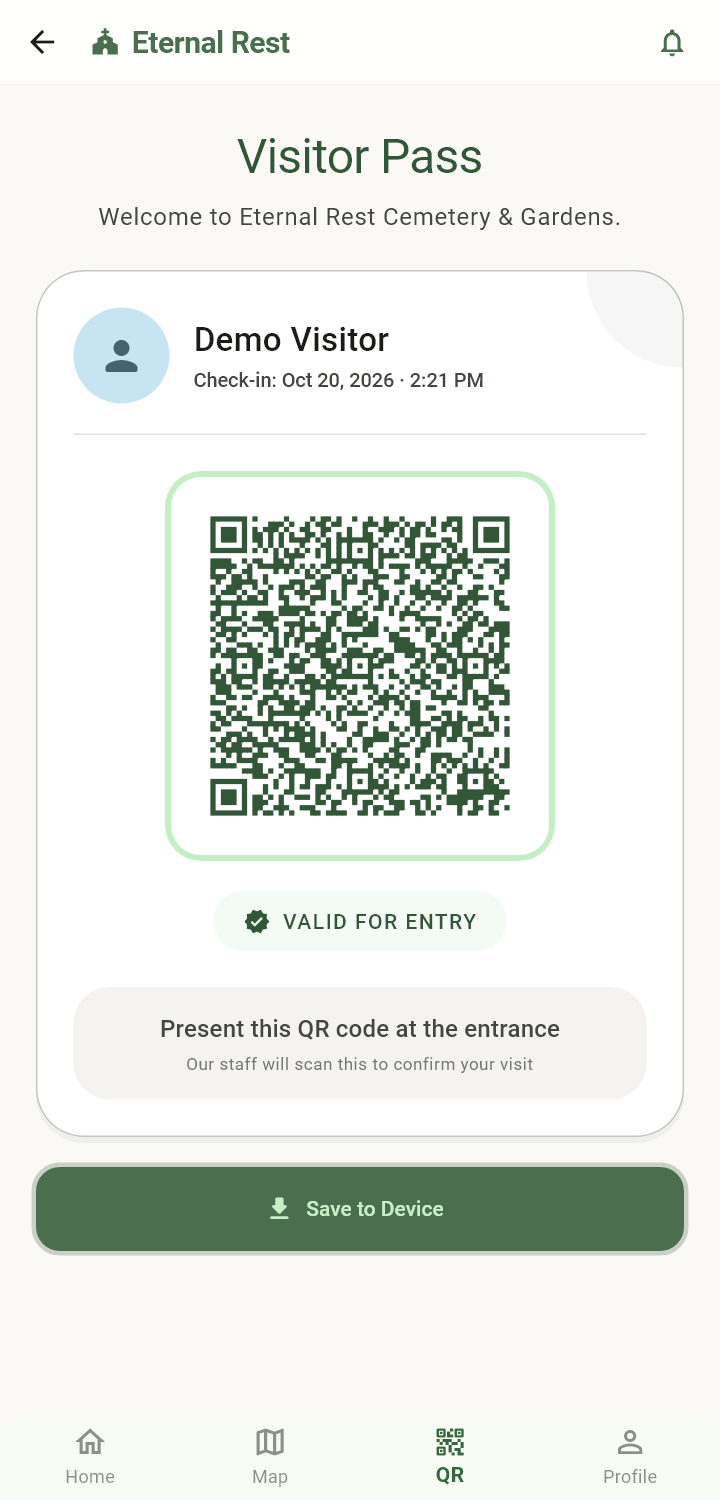 Eternal Rest
Visitor Pass
Welcome to Eternal Rest Cemetery & Gardens.
Demo Visitor
Check-in: Oct 20, 2026 · 2:21 PM
VALID FOR ENTRY
Present this QR code at the entrance
Our staff will scan this to confirm your visit
Save to Device
Home
Map
QR
Profile